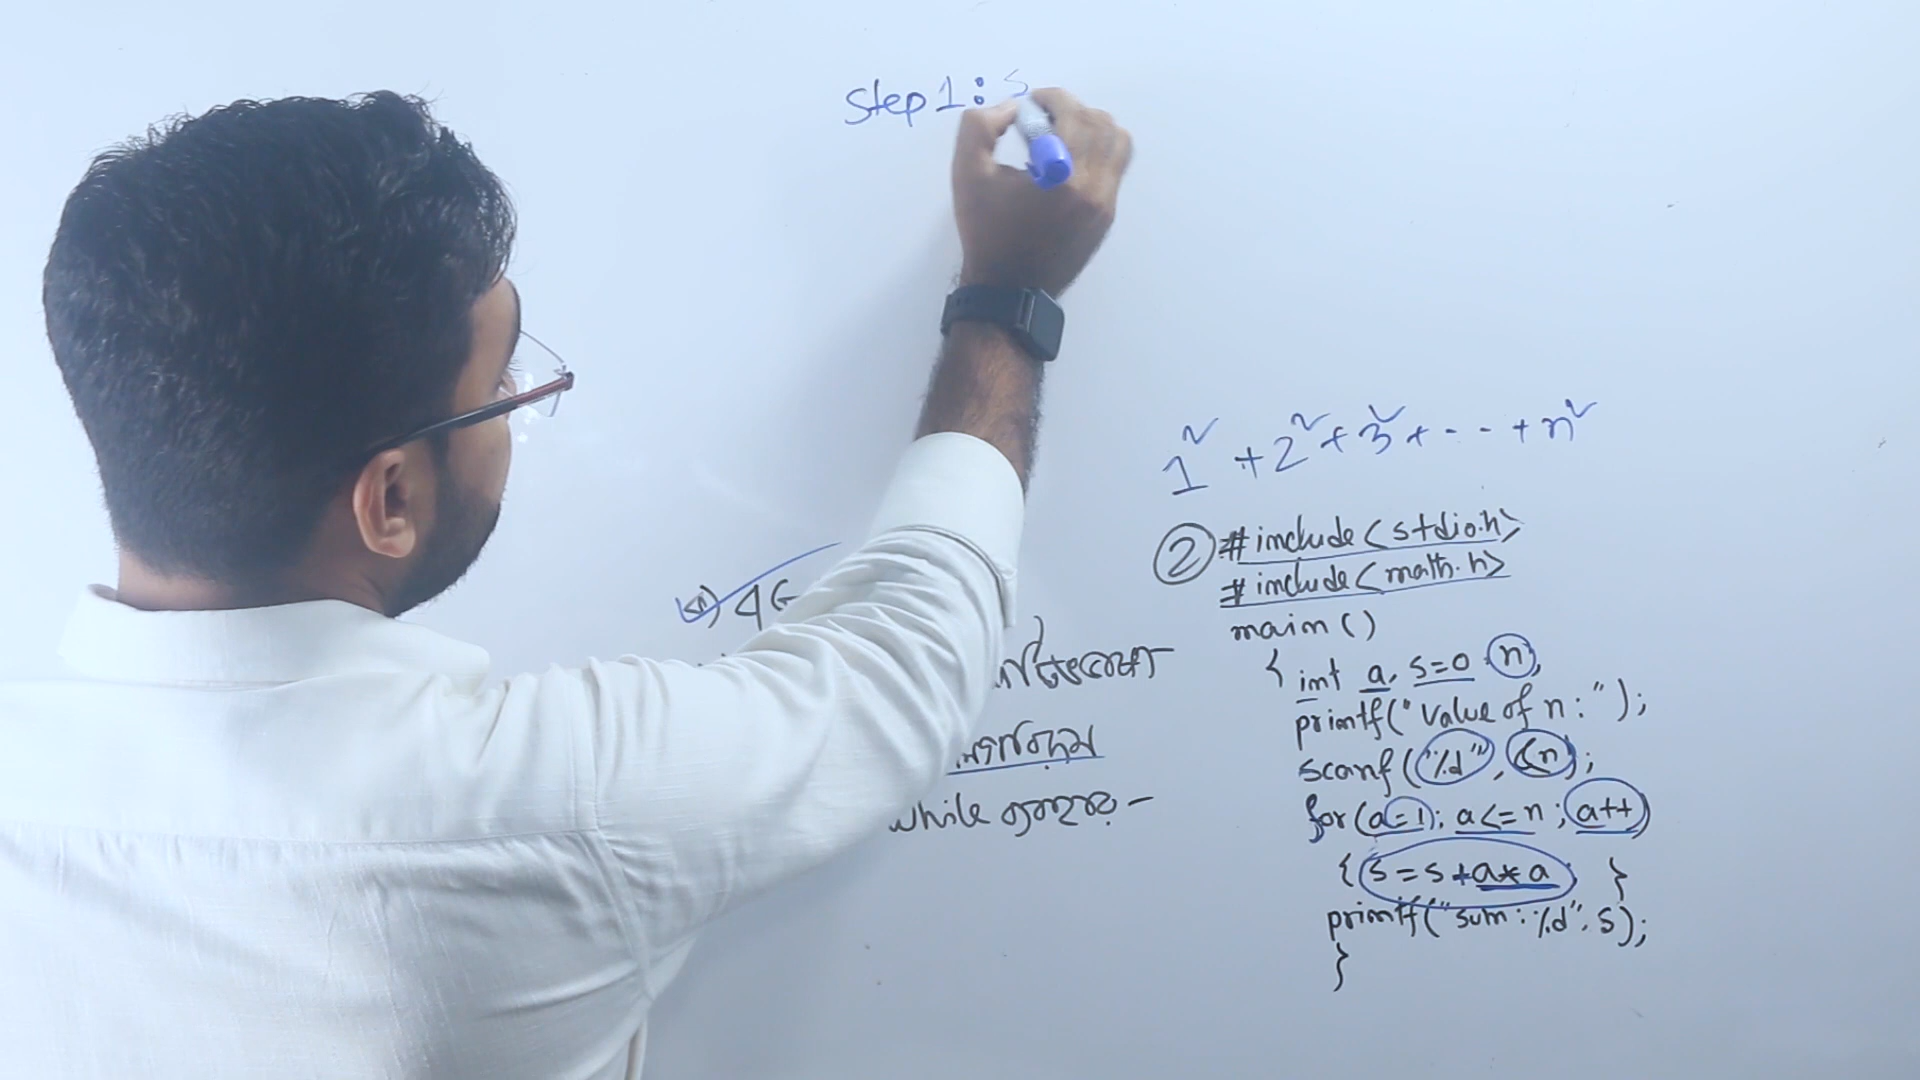 Step 1: S
1² + 2² + 3² + - - + n²
(ক) 4G
② #include<stdio.h>
#include<math.h>
main()
{ int a, s=0 n,
printf("value of n:");
scanf("%d", &n);
for(a=1; a<=n; a++)
{s=s+a*a }
printf("sum:%d", s);
}
while